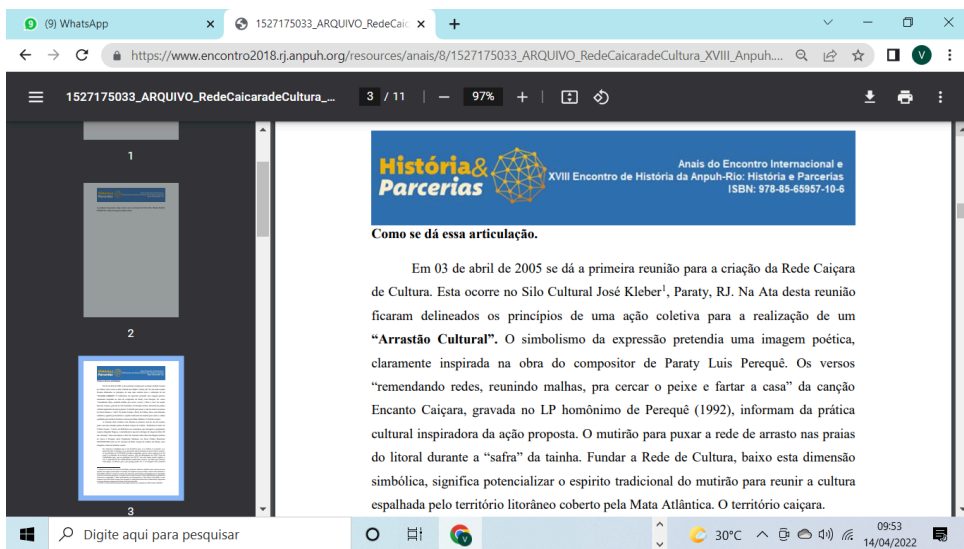 (9) WhatsApp
1527175033_ARQUIVO_RedeCaic
https://www.encontro2018.rj.anpuh.org/resources/anais/8/1527175033_ARQUIVO_RedeCaicaradeCultura_XVIII_Anpuh....
V
1527175033_ARQUIVO_RedeCaicaradeCultura_...
3 / 11
97%
1
2
3
História&
Parcerias
Anais do Encontro Internacional e
XVIII Encontro de História da Anpuh-Rio: História e Parcerias
ISBN: 978-85-65957-10-6
Como se dá essa articulação.
Em 03 de abril de 2005 se dá a primeira reunião para a criação da Rede Caiçara
de Cultura. Esta ocorre no Silo Cultural José Kleber¹, Paraty, RJ. Na Ata desta reunião
ficaram delineados os princípios de uma ação coletiva para a realização de um
“Arrastão Cultural”. O simbolismo da expressão pretendia uma imagem poética,
claramente inspirada na obra do compositor de Paraty Luis Perequê. Os versos
“remendando redes, reunindo malhas, pra cercar o peixe e fartar a casa” da canção
Encanto Caiçara, gravada no LP homônimo de Perequê (1992), informam da prática
cultural inspiradora da ação proposta. O mutirão para puxar a rede de arrasto nas praias
do litoral durante a “safra” da tainha. Fundar a Rede de Cultura, baixo esta dimensão
simbólica, significa potencializar o espirito tradicional do mutirão para reunir a cultura
espalhada pelo território litorâneo coberto pela Mata Atlântica. O território caiçara.
Digite aqui para pesquisar
30°C
09:53
14/04/2022